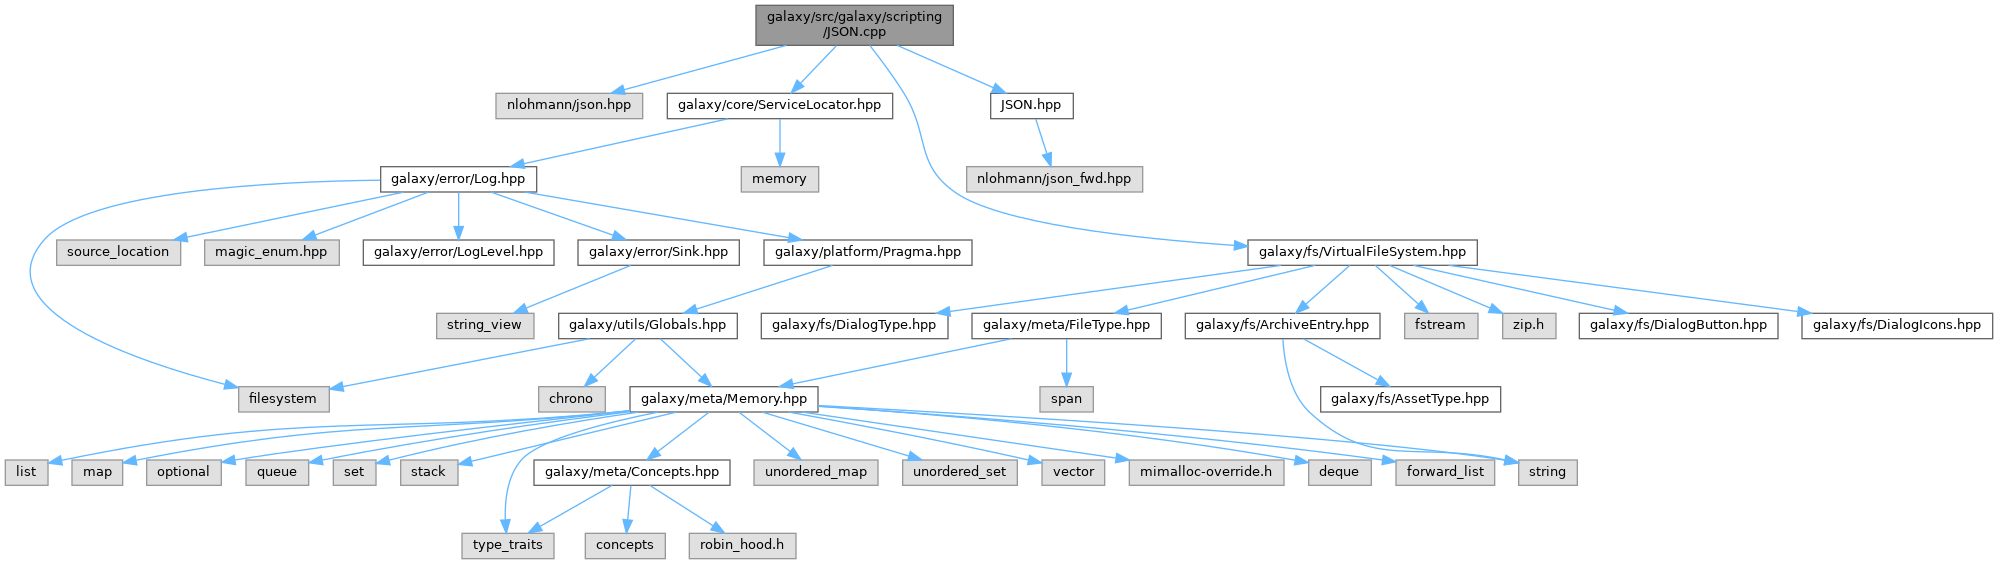 galaxy/src/galaxy/scripting
/JSON.cpp
nlohmann/json.hpp
galaxy/core/ServiceLocator.hpp
JSON.hpp
galaxy/error/Log.hpp
memory
nlohmann/json_fwd.hpp
source_location
magic_enum.hpp
galaxy/error/LogLevel.hpp
galaxy/error/Sink.hpp
galaxy/platform/Pragma.hpp
galaxy/fs/VirtualFileSystem.hpp
string_view
galaxy/utils/Globals.hpp
galaxy/fs/DialogType.hpp
galaxy/meta/FileType.hpp
galaxy/fs/ArchiveEntry.hpp
fstream
zip.h
galaxy/fs/DialogButton.hpp
galaxy/fs/DialogIcons.hpp
filesystem
chrono
galaxy/meta/Memory.hpp
span
galaxy/fs/AssetType.hpp
list
map
optional
queue
set
stack
galaxy/meta/Concepts.hpp
unordered_map
unordered_set
vector
mimalloc-override.h
deque
forward_list
string
type_traits
concepts
robin_hood.h